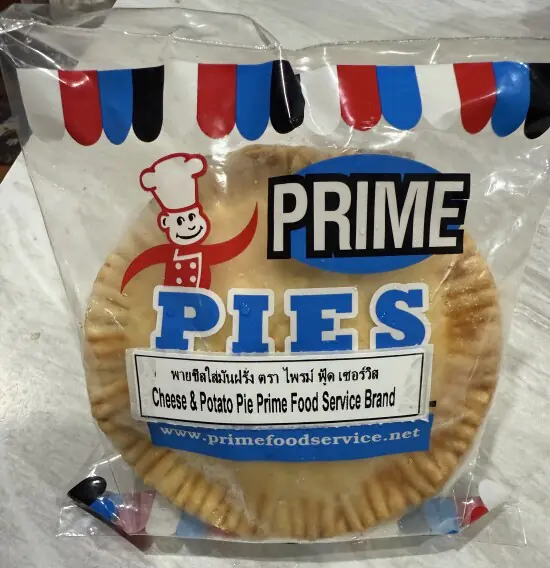 PRIME
PIES
พายชีสใส่มันฝรั่ง ตรา ไพรม์ ฟู้ด เซอร์วิส
Cheese & Potato Pie Prime Food Service Brand
www.primefoodservice.net